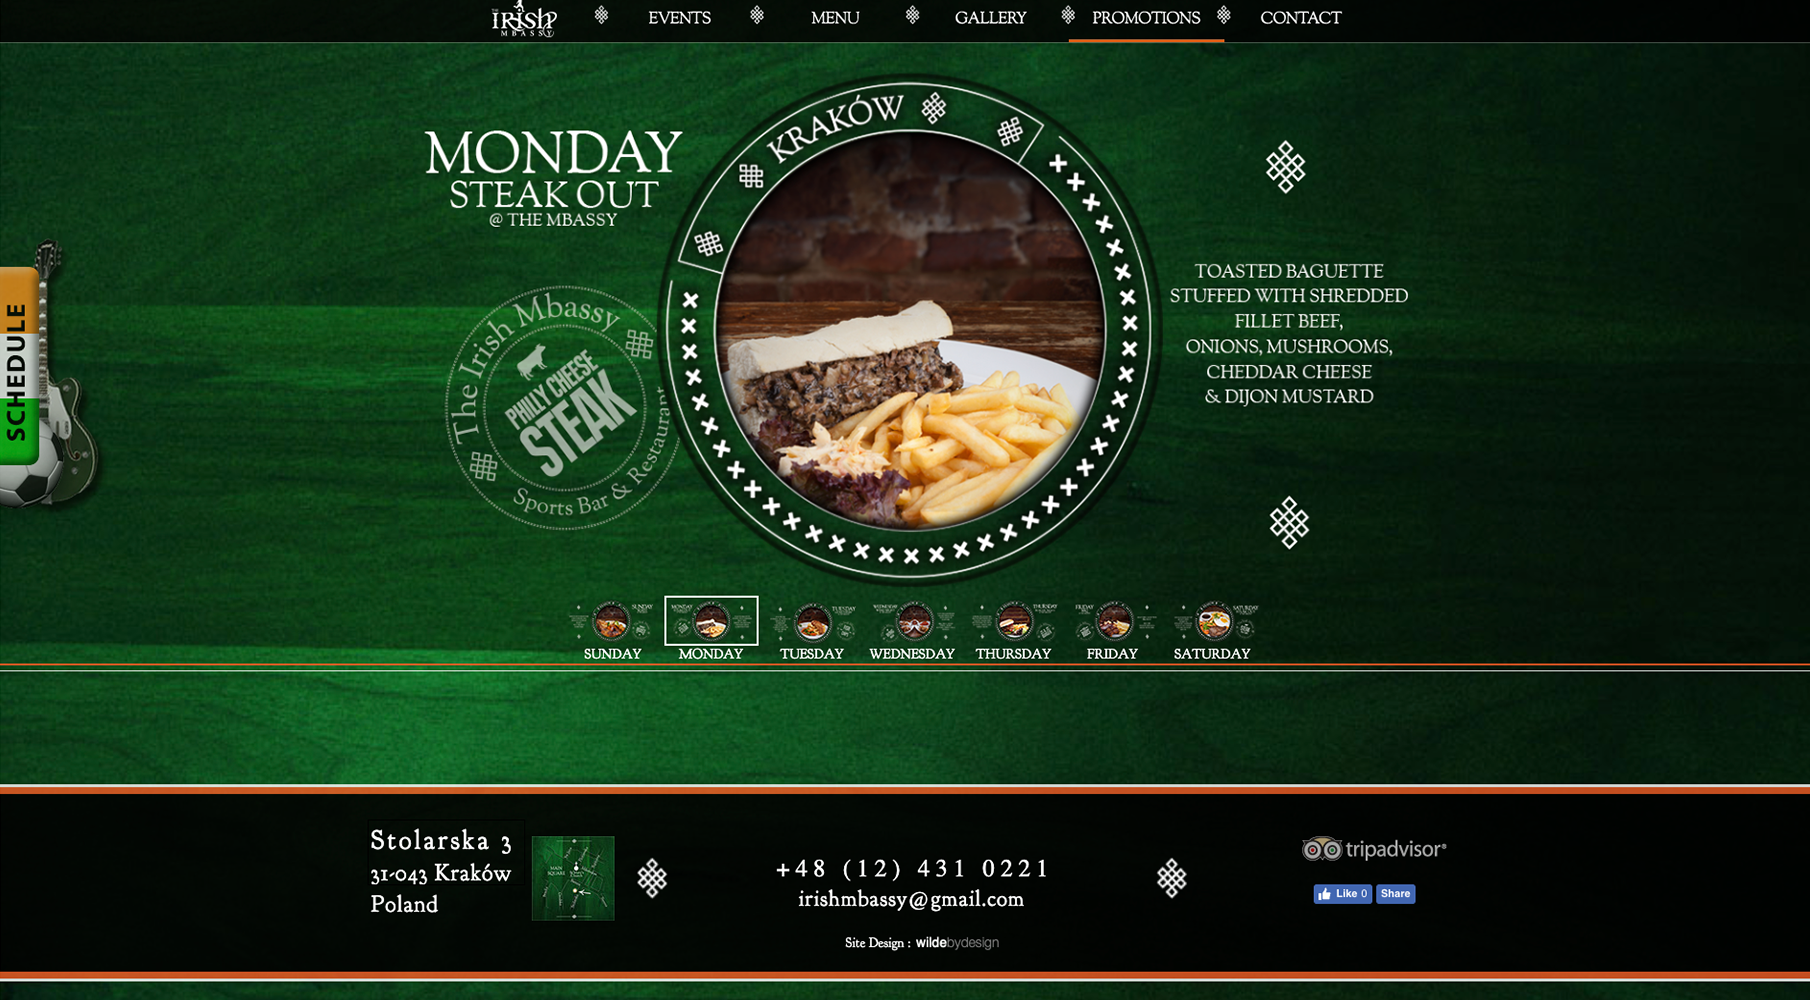 THE
IRish
MBASSY
EVENTS
MENU
GALLERY
PROMOTIONS
CONTACT
MONDAY
STEAK OUT
@ THE MBASSY
KRAKÓW
TOASTED BAGUETTE
STUFFED WITH SHREDDED
FILLET BEEF,
ONIONS, MUSHROOMS,
CHEDDAR CHEESE
& DIJON MUSTARD
SCHEDULE
The Irish Mbassy
PHILLY CHEESE
STEAK
Sports Bar & Restaurant
SUNDAY
MONDAY
TUESDAY
WEDNESDAY
THURSDAY
FRIDAY
SATURDAY
Stolarska 3
31-043 Kraków
Poland
MAIN
SQUARE
+48 (12) 431 0221
irishmbassy@gmail.com
Site Design : wildebydesign
tripadvisor®
Like 0
Share